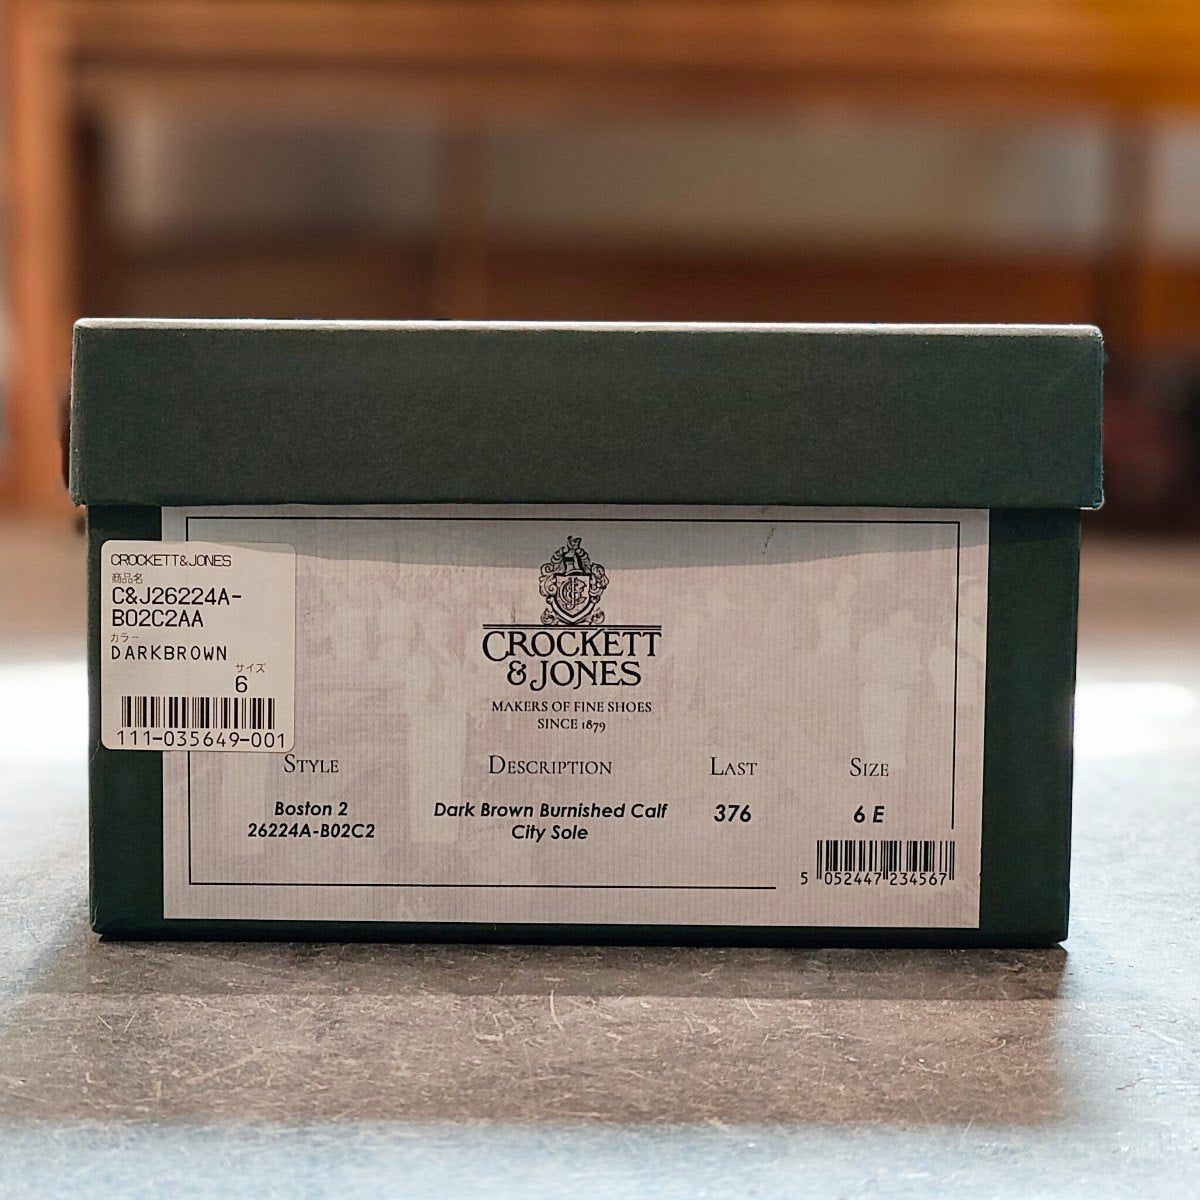 CROCKETT&JONES
商品名
C&J26224A-
B02C2AA
カラー
DARKBROWN
サイズ
6
111-035649-001
CROCKETT
& JONES
MAKERS OF FINE SHOES
SINCE 1879
STYLE DESCRIPTION LAST SIZE
Boston 2 Dark Brown Burnished Calf 376 6 E
26224A-B02C2 City Sole
5 052447 234567